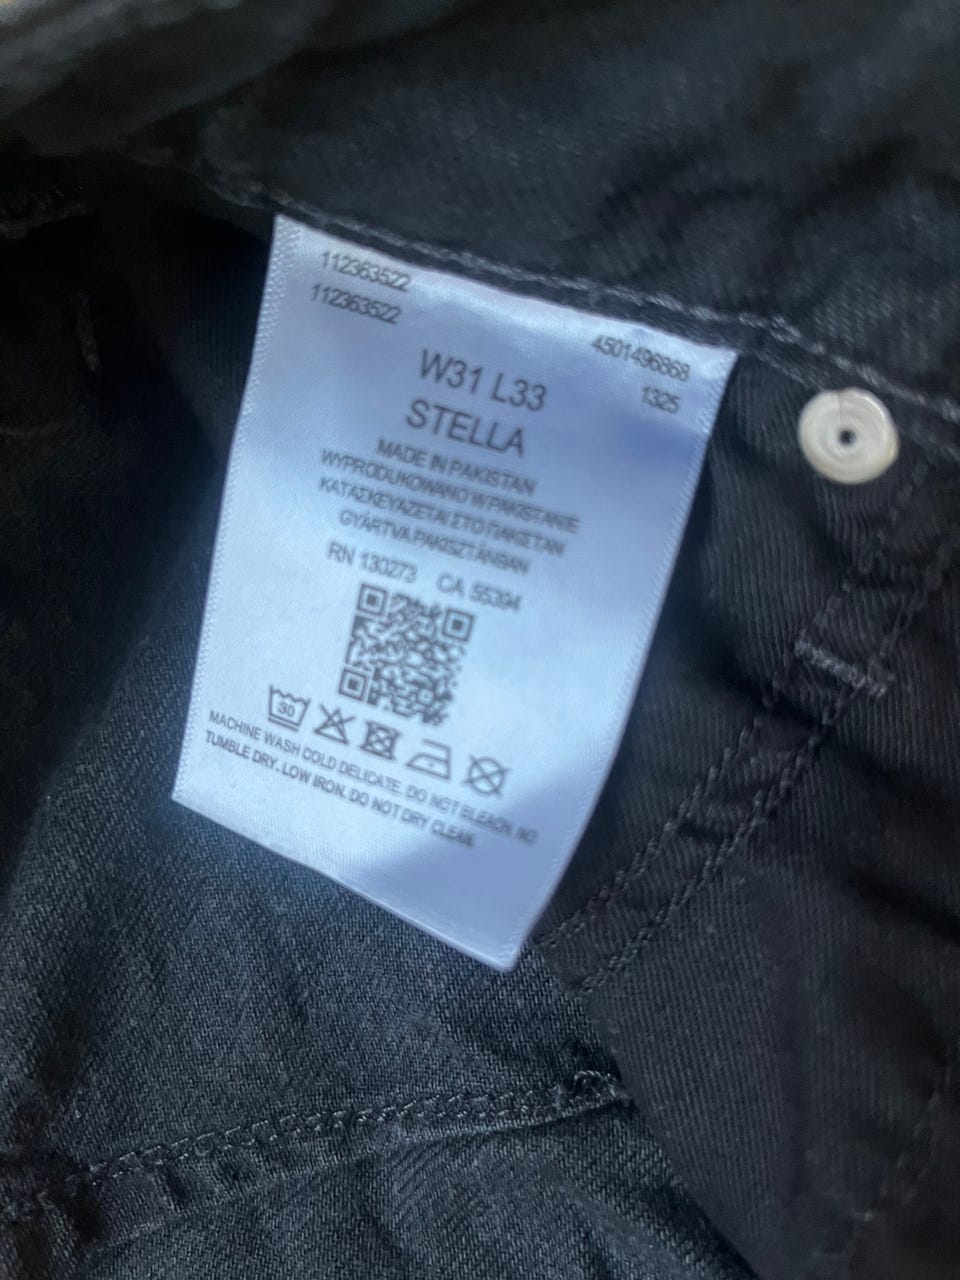 112363522
112363522
4501496868
1325
W31 L33
STELLA
MADE IN PAKISTAN
WYPRODUKOWANO W PAKISTANIE
ΚΑΤΑΣΚΕΥΑΖΕΤΑΙ ΣΤΟ ΠΑΚΙΣΤΑΝ
GYÁRTVA PAKISZTÁNBAN
RN 130273 CA 55394
30
MACHINE WASH COLD DELICATE. DO NOT BLEACH. NO
TUMBLE DRY. LOW IRON. DO NOT DRY CLEAN.